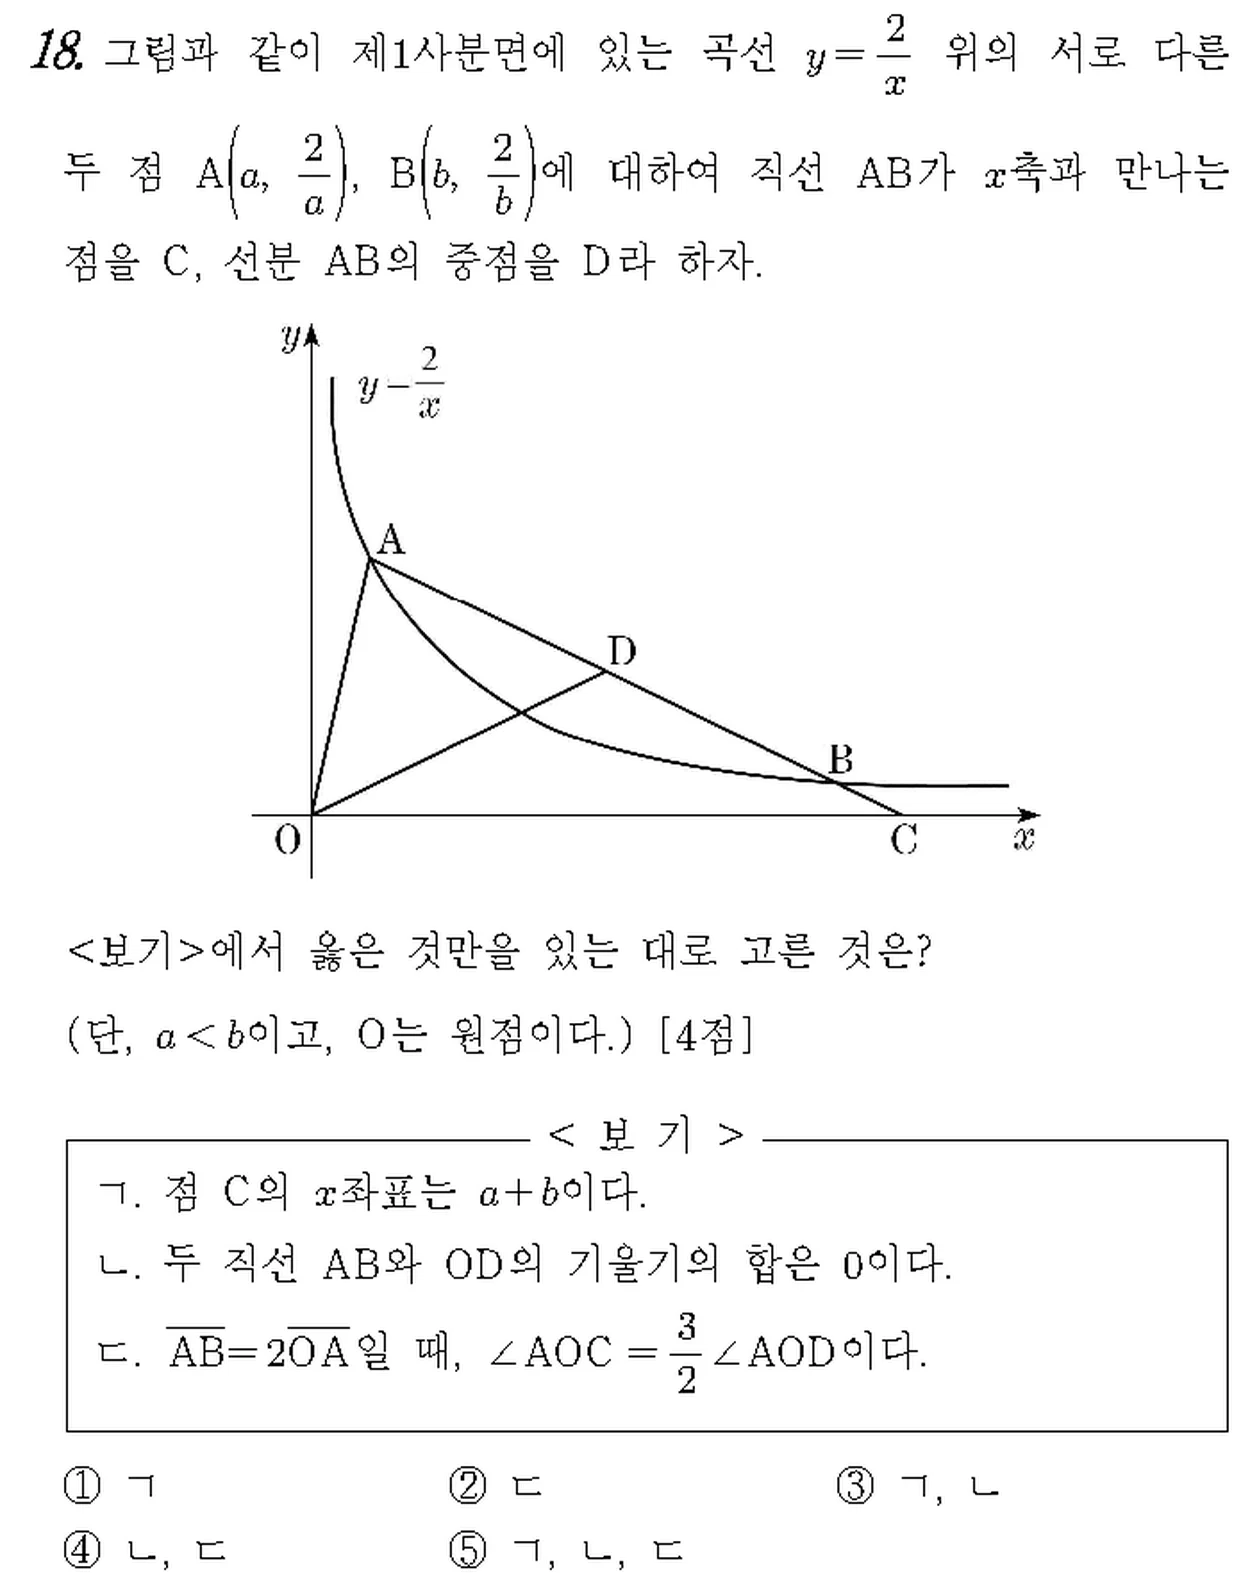 18. 그림과 같이 제1사분면에 있는 곡선 y=2/x 위의 서로 다른
두 점 A(a, 2/a), B(b, 2/b)에 대하여 직선 AB가 x축과 만나는
점을 C, 선분 AB의 중점을 D라 하자.
y
y=2/x
A
D
B
O
C
x
<보기>에서 옳은 것만을 있는 대로 고른 것은?
(단, a<b이고, O는 원점이다.) [4점]
< 보 기 >
ㄱ. 점 C의 x좌표는 a+b이다.
ㄴ. 두 직선 AB와 OD의 기울기의 합은 0이다.
ㄷ. A̅B̅=2O̅A̅일 때, ∠AOC=3/2∠AOD이다.
① ㄱ ② ㄷ ③ ㄱ, ㄴ
④ ㄴ, ㄷ ⑤ ㄱ, ㄴ, ㄷ